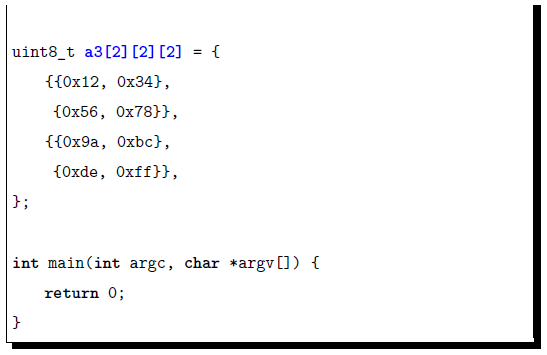 uint8_t a3[2][2][2] = {
    {{0x12, 0x34},
     {0x56, 0x78}},
    {{0x9a, 0xbc},
     {0xde, 0xff}},
};

int main(int argc, char *argv[]) {
    return 0;
}